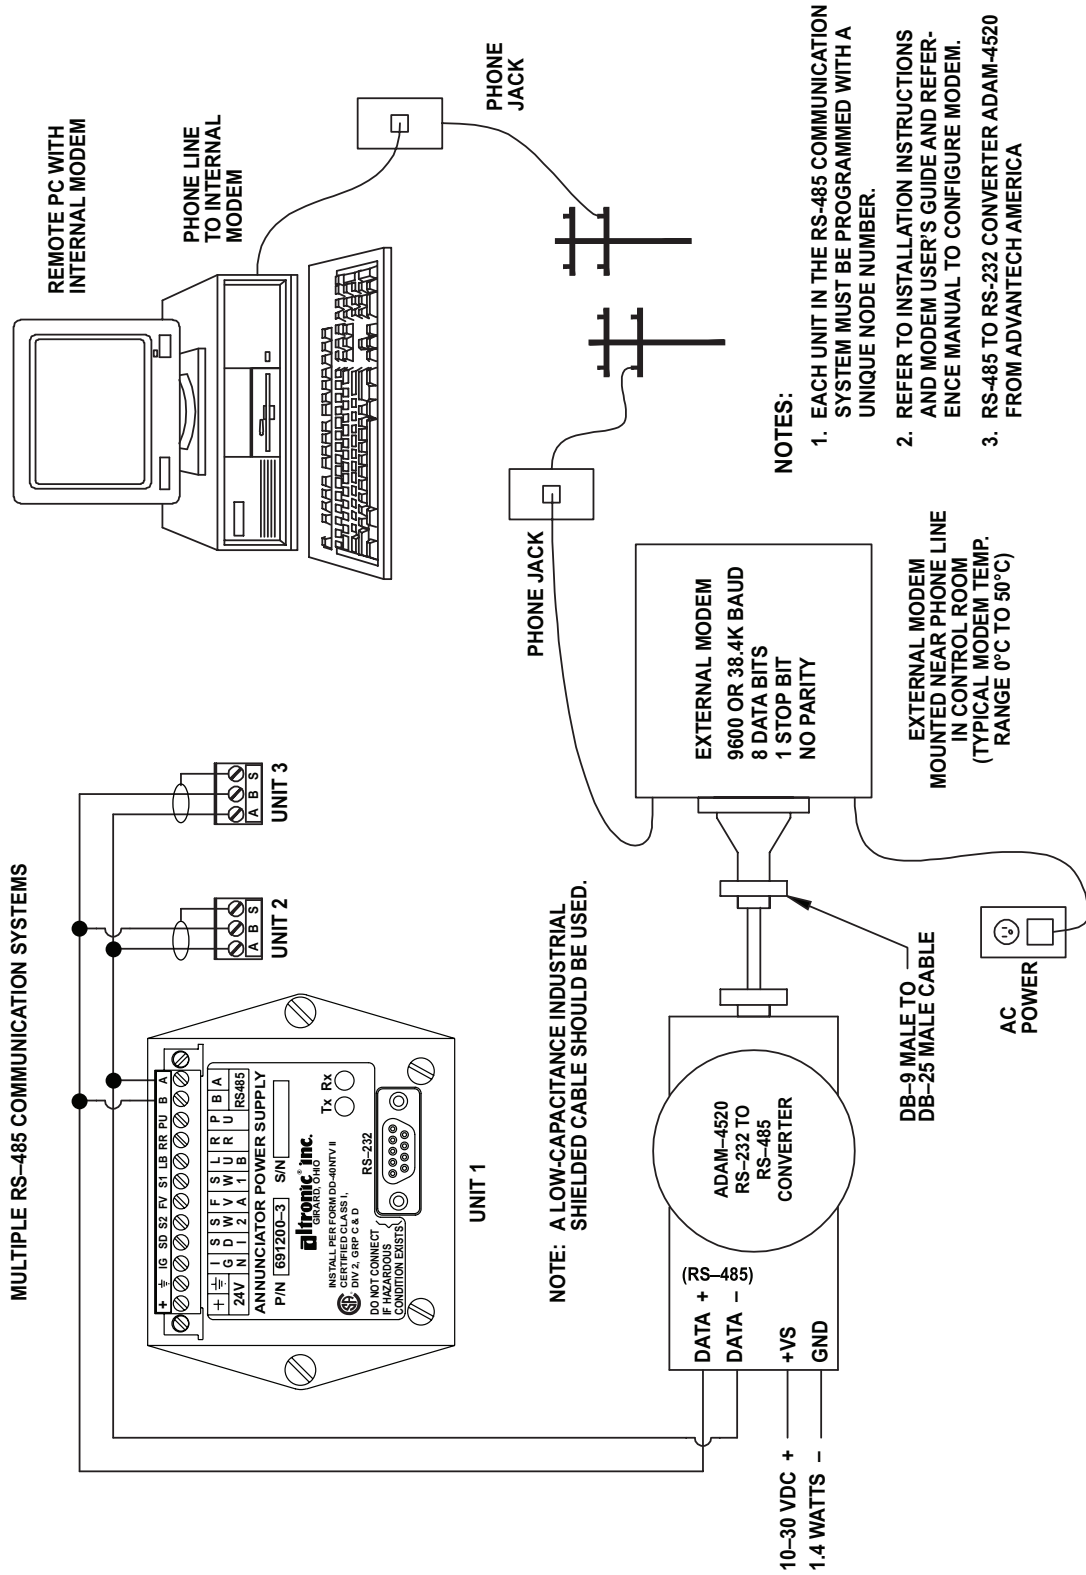 MULTIPLE RS–485 COMMUNICATION SYSTEMS
REMOTE PC WITH
INTERNAL MODEM
PHONE LINE
TO INTERNAL
MODEM
PHONE
JACK
+ ⏚ IG SD S2 FV S1 LB RR PU B A
+ ⏚ I S S F S L R P B A
24V G D W V W U R U RS485
N I 2 A 1 B
ANNUNCIATOR POWER SUPPLY
P/N 691200–3 S/N
altronic® inc.
GIRARD, OHIO
Tx Rx
INSTALL PER FORM DD-40NTV II
CERTIFIED CLASS I,
DIV 2, GRP C & D
DO NOT CONNECT
IF HAZARDOUS
CONDITION EXISTS
RS–232
UNIT 1
A B S
UNIT 2
A B S
UNIT 3
NOTE: A LOW-CAPACITANCE INDUSTRIAL
SHIELDED CABLE SHOULD BE USED.
PHONE JACK
(RS–485)
DATA +
DATA –
+VS
GND
10–30 VDC +
1.4 WATTS –
ADAM–4520
RS–232 TO
RS–485
CONVERTER
DB–9 MALE TO
DB–25 MALE CABLE
AC
POWER
EXTERNAL MODEM
9600 OR 38.4K BAUD
8 DATA BITS
1 STOP BIT
NO PARITY
EXTERNAL MODEM
MOUNTED NEAR PHONE LINE
IN CONTROL ROOM
(TYPICAL MODEM TEMP.
RANGE 0°C TO 50°C)
NOTES:
1. EACH UNIT IN THE RS-485 COMMUNICATION
SYSTEM MUST BE PROGRAMMED WITH A
UNIQUE NODE NUMBER.
2. REFER TO INSTALLATION INSTRUCTIONS
AND MODEM USER'S GUIDE AND REFER-
ENCE MANUAL TO CONFIGURE MODEM.
3. RS-485 TO RS-232 CONVERTER ADAM-4520
FROM ADVANTECH AMERICA